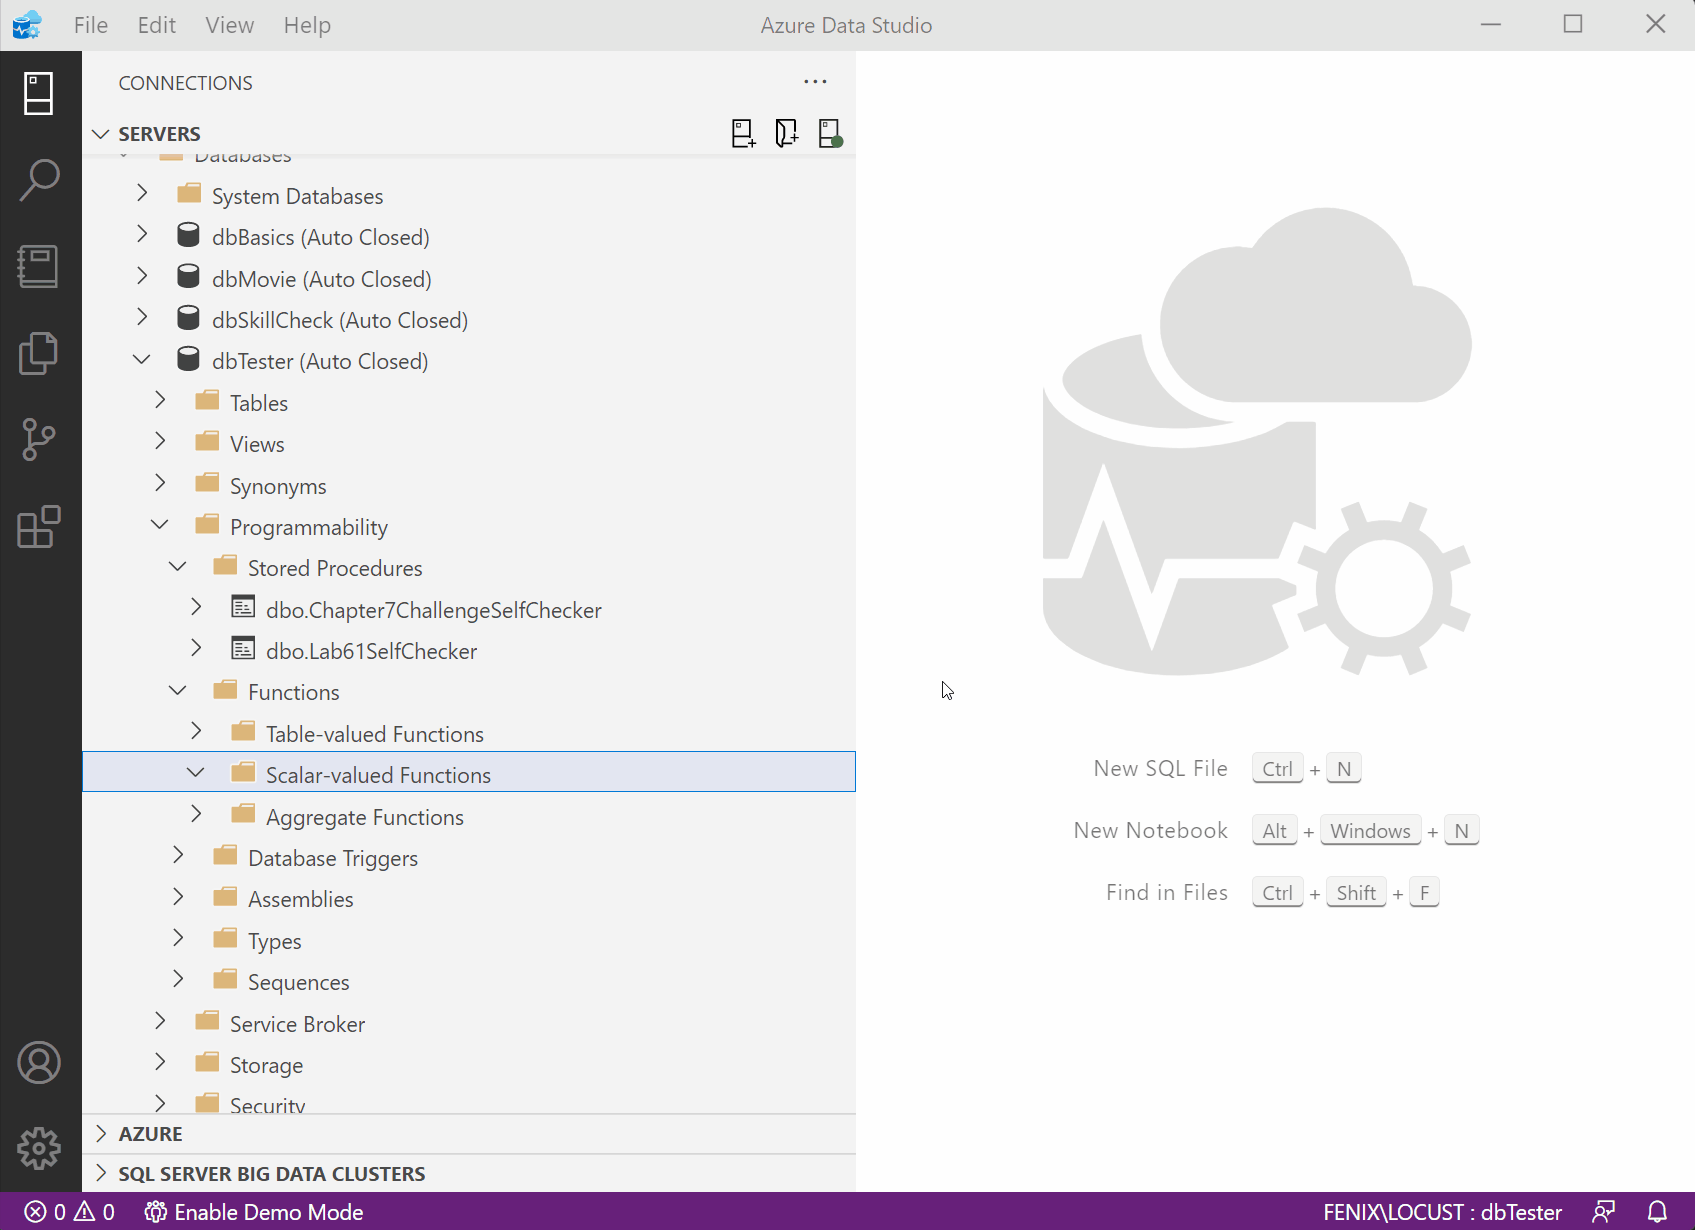 File Edit View Help Azure Data Studio
CONNECTIONS
SERVERS
Databases
System Databases
dbBasics (Auto Closed)
dbMovie (Auto Closed)
dbSkillCheck (Auto Closed)
dbTester (Auto Closed)
Tables
Views
Synonyms
Programmability
Stored Procedures
dbo.Chapter7ChallengeSelfChecker
dbo.Lab61SelfChecker
Functions
Table-valued Functions
Scalar-valued Functions
Aggregate Functions
Database Triggers
Assemblies
Types
Sequences
Service Broker
Storage
Security
AZURE
SQL SERVER BIG DATA CLUSTERS
New SQL File Ctrl + N
New Notebook Alt + Windows + N
Find in Files Ctrl + Shift + F
0 0 Enable Demo Mode FENIX\LOCUST : dbTester